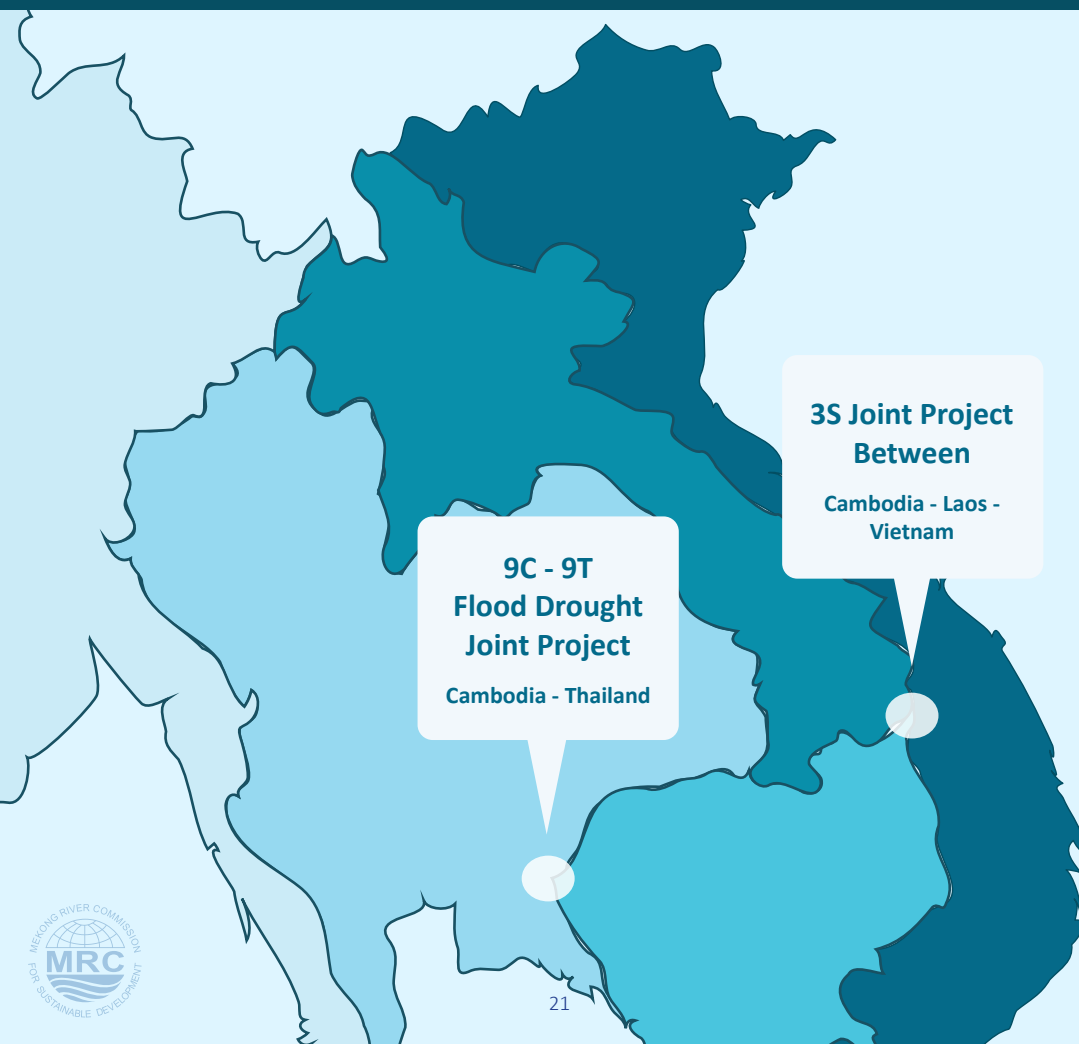 3S Joint Project
Between
Cambodia - Laos -
Vietnam
9C - 9T
Flood Drought
Joint Project
Cambodia - Thailand
MEKONG RIVER COMMISSION
MRC
FOR SUSTAINABLE DEVELOPMENT
21